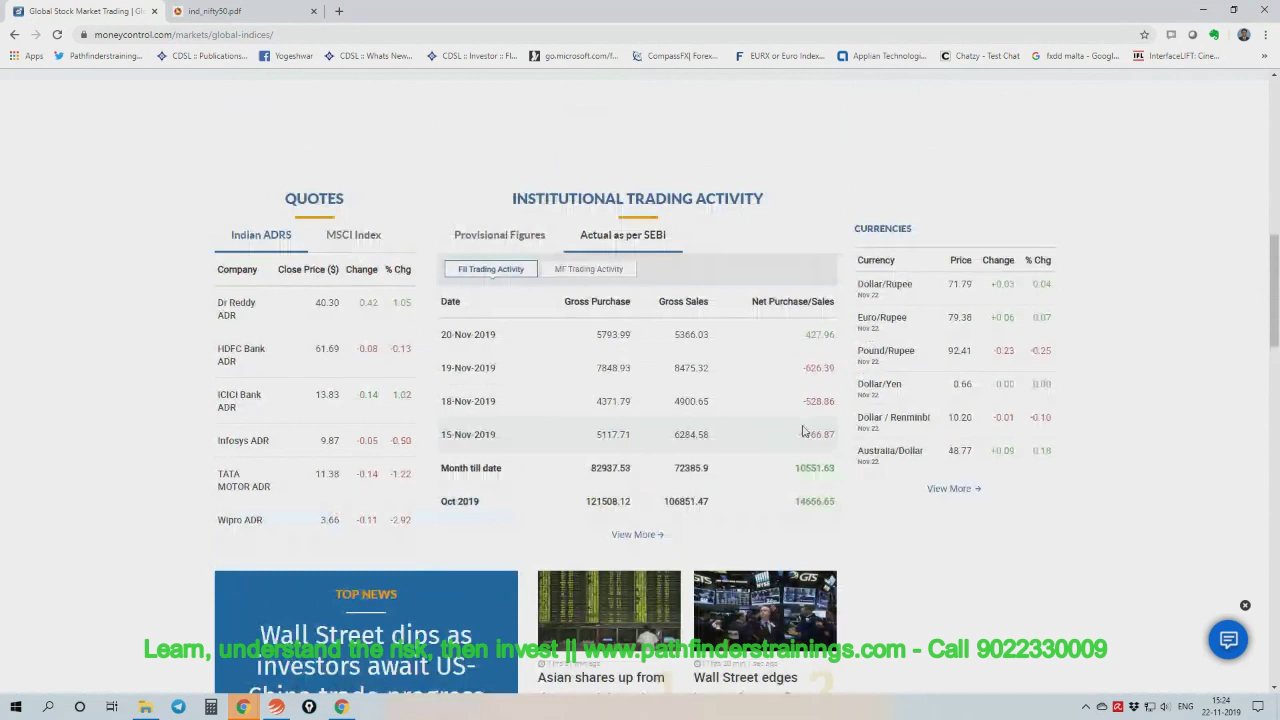 Global Stock Market Trading | Gl
ind_nifty50.pdf
moneycontrol.com/markets/global-indices/
Apps
Pathfinderstraining...
CDSL ::Publications...
Facebook
Yogeshwar
CDSL :: Whats New...
CDSL :: Investor :: Fl...
go.microsoft.com/f...
CompassFX| Forex...
EURX or Euro Index...
Applian Technologi...
Chatzy - Test Chat
fxdd malta - Googl...
InterfaceLIFT: Cine...
QUOTES
Indian ADRS MSCI Index
Company Close Price ($) Change % Chg
Dr Reddy ADR 40.30 0.42 1.05
HDFC Bank ADR 61.69 -0.08 -0.13
ICICI Bank ADR 13.83 -0.14 1.02
Infosys ADR 9.87 -0.05 -0.50
TATA MOTOR ADR 11.38 -0.14 -1.22
Wipro ADR 3.66 -0.11 -2.92
INSTITUTIONAL TRADING ACTIVITY
Provisional Figures Actual as per SEBI
FII Trading Activity MF Trading Activity
Date Gross Purchase Gross Sales Net Purchase/Sales
20-Nov-2019 5793.99 5366.03 427.96
19-Nov-2019 7848.93 8475.32 -626.39
18-Nov-2019 4371.79 4900.65 -528.86
15-Nov-2019 5117.71 6284.58 66.87
Month till date 82937.53 72385.9 10551.63
Oct 2019 121508.12 106851.47 14656.65
View More
CURRENCIES
Currency Price Change % Chg
Dollar/Rupee 71.79 +0.03 0.04
Nov 22
Euro/Rupee 79.38 +0.06 0.07
Nov 22
Pound/Rupee 92.41 -0.23 -0.25
Nov 22
Dollar/Yen 0.66 0.00 0.00
Nov 22
Dollar / Renminbi 10.20 -0.01 -0.10
Nov 22
Australia/Dollar 48.77 +0.09 0.18
Nov 22
View More
TOP NEWS
Wall Street dips as
investors await US-
China trade progress
Asian shares up from
Wall Street edges
Learn, understand the risk, then invest || www.pathfinderstrainings.com - Call 9022330009
ENG
15:24
22-11-2019